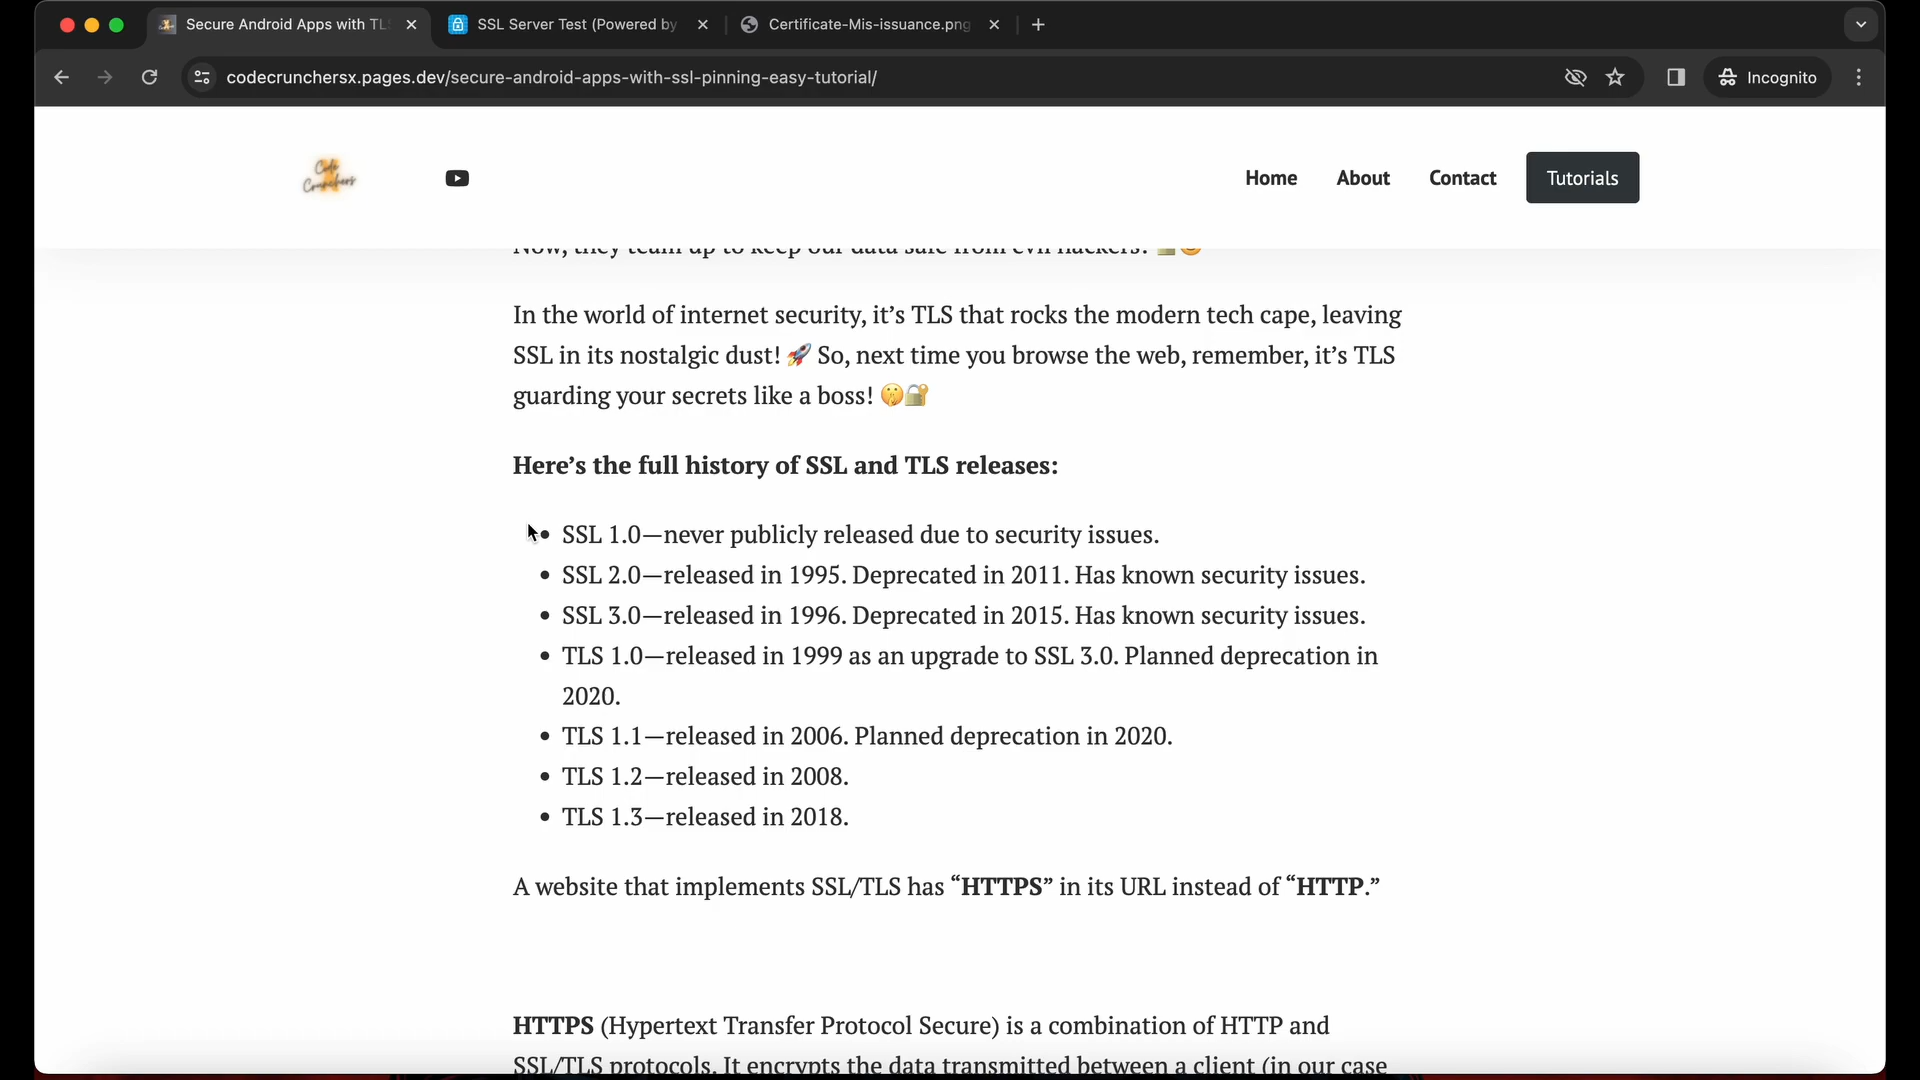 Secure Android Apps with TL
SSL Server Test (Powered by
Certificate-Mis-issuance.png
codecrunchersx.pages.dev/secure-android-apps-with-ssl-pinning-easy-tutorial/
Incognito
Code
Crunchers
Home
About
Contact
Tutorials
Now, they team up to keep our data safe from evil hackers!
In the world of internet security, it’s TLS that rocks the modern tech cape, leaving
SSL in its nostalgic dust! 🚀 So, next time you browse the web, remember, it’s TLS
guarding your secrets like a boss! 🤫🔐
Here’s the full history of SSL and TLS releases:
• SSL 1.0—never publicly released due to security issues.
• SSL 2.0—released in 1995. Deprecated in 2011. Has known security issues.
• SSL 3.0—released in 1996. Deprecated in 2015. Has known security issues.
• TLS 1.0—released in 1999 as an upgrade to SSL 3.0. Planned deprecation in
2020.
• TLS 1.1—released in 2006. Planned deprecation in 2020.
• TLS 1.2—released in 2008.
• TLS 1.3—released in 2018.
A website that implements SSL/TLS has “HTTPS” in its URL instead of “HTTP.”
HTTPS (Hypertext Transfer Protocol Secure) is a combination of HTTP and
SSL/TLS protocols. It encrypts the data transmitted between a client (in our case